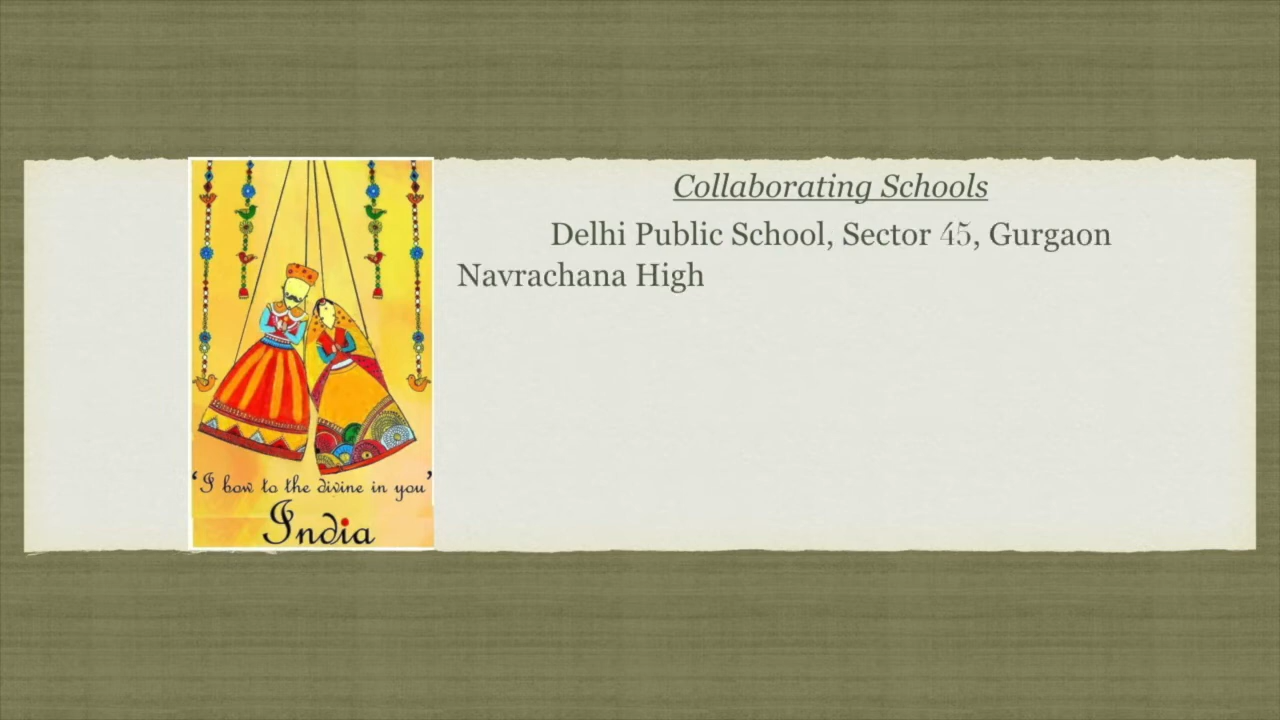 Collaborating Schools
Delhi Public School, Sector 45, Gurgaon
Navrachana High
‘I bow to the divine in you’
India